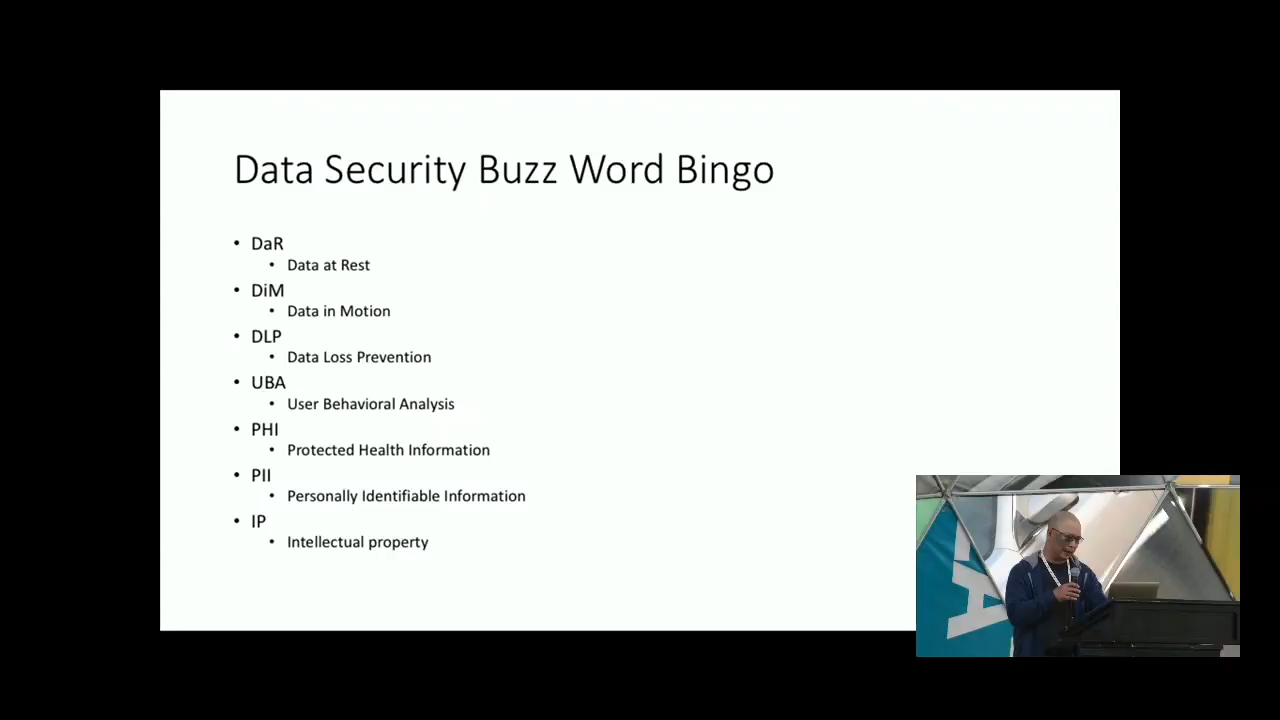 Data Security Buzz Word Bingo
• DaR
• Data at Rest
• DiM
• Data in Motion
• DLP
• Data Loss Prevention
• UBA
• User Behavioral Analysis
• PHI
• Protected Health Information
• PII
• Personally Identifiable Information
• IP
• Intellectual property